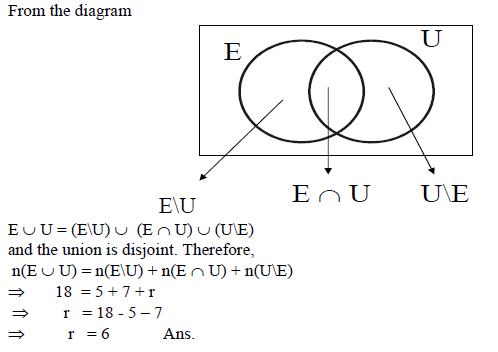 From the diagram
U
E
E ∩ U
U\E
E\U
E ∪ U = (E\U) ∪ (E ∩ U) ∪ (U\E)
and the union is disjoint. Therefore,
n(E ∪ U) = n(E\U) + n(E ∩ U) + n(U\E)
⇒ 18 = 5 + 7 + r
⇒ r = 18 - 5 – 7
⇒ r = 6 Ans.